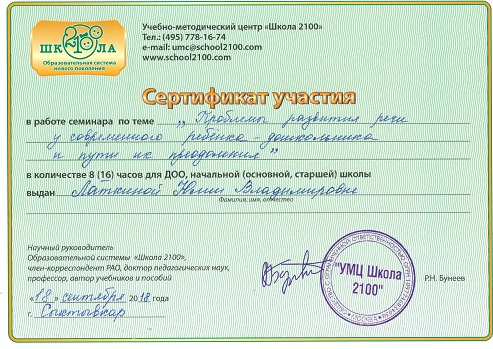 Учебно-методический центр «Школа 2100»
Тел.: (495) 778-16-74
e-mail: umc@school2100.com
www.school2100.com
ШКОЛА
2100
Образовательная система
нового поколения
Сертификат участия
в работе семинара по теме „Проблемы развития речи
у современного ребёнка-дошкольника
и пути их преодоления"
в количестве 8 (16) часов для ДОО, начальной (основной, старшей) школы
выдан Латкиной Юлии Владимировне
Фамилия, имя, отчество
Научный руководитель
Образовательной системы «Школа 2100»,
член-корреспондент РАО, доктор педагогических наук,
профессор, автор учебников и пособий
Р.Н. Бунеев
"УМЦ Школа
2100"
МОСКВА
«18» сентября 2018 года
г. Сыктывкар